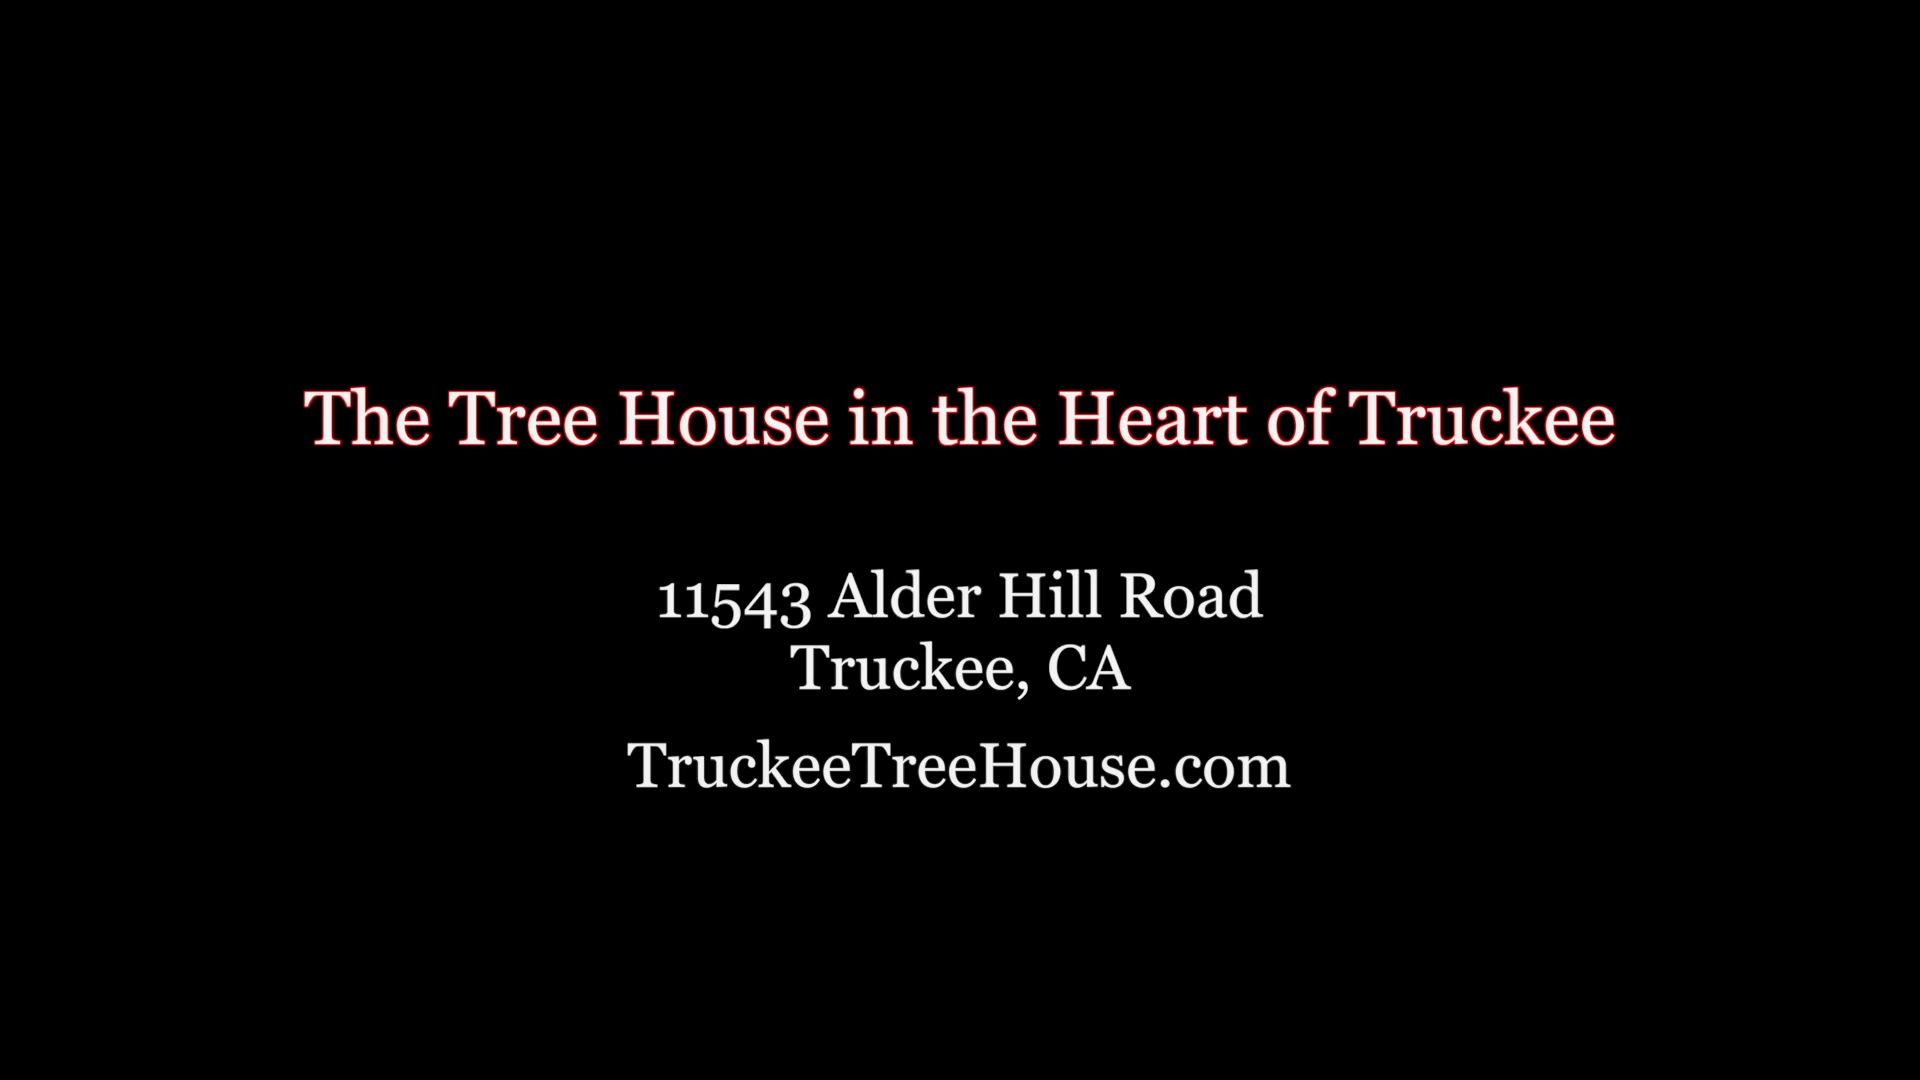 The Tree House in the Heart of Truckee
11543 Alder Hill Road
Truckee, CA
TruckeeTreeHouse.com